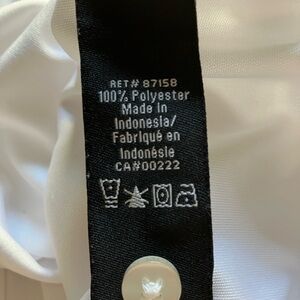 RET# 87158
100% Polyester
Made in
Indonesia/
Fabriqué en
Indonésie
CA#00222